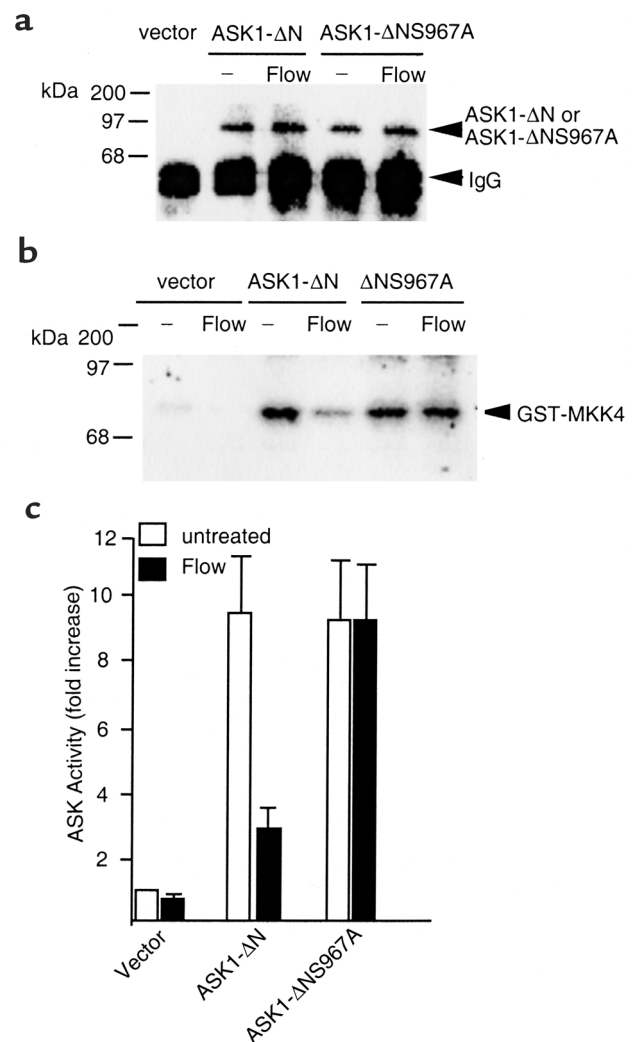 a
vector ASK1-ΔN ASK1-ΔNS967A
– Flow – Flow
kDa 200
97
68
ASK1-ΔN or
ASK1-ΔNS967A
IgG
b
vector ASK1-ΔN ΔNS967A
– Flow – Flow – Flow
kDa 200
97
68
GST-MKK4
c
untreated
Flow
ASK Activity (fold increase)
12
10
8
6
4
2
Vector
ASK1-ΔN
ASK1-ΔNS967A